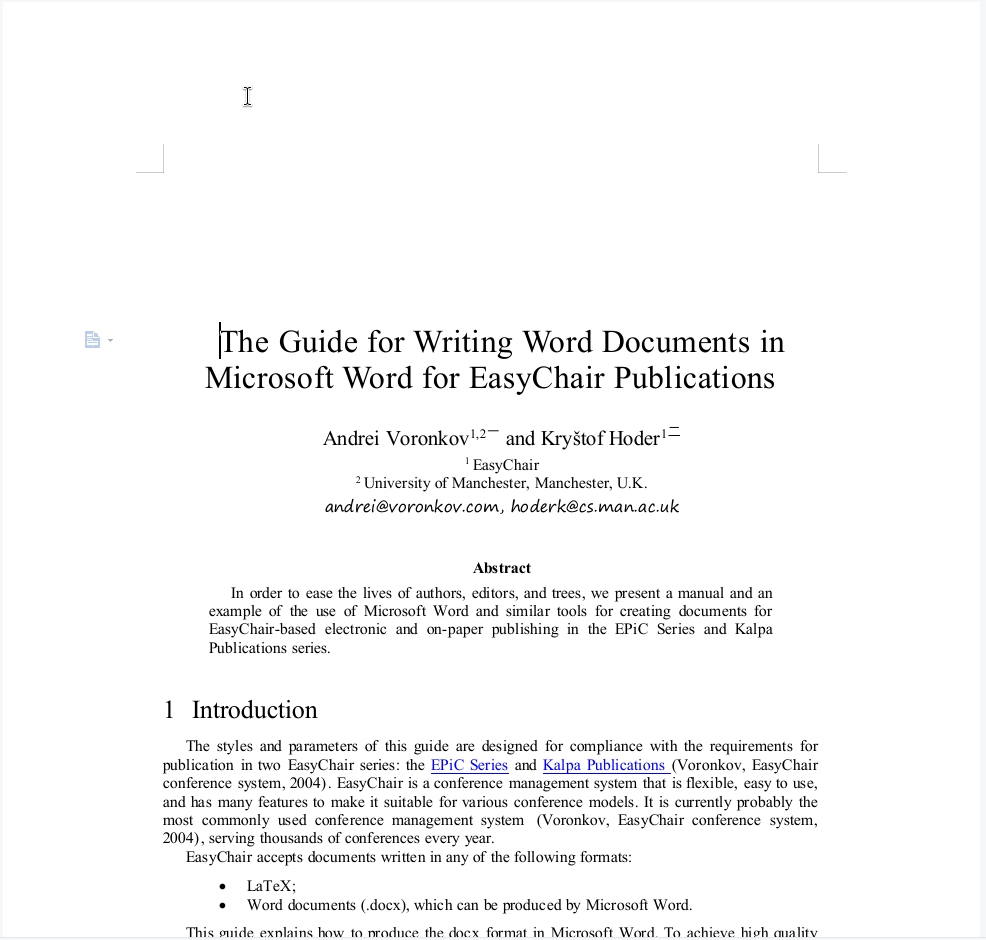 The Guide for Writing Word Documents in
Microsoft Word for EasyChair Publications
Andrei Voronkov1,2 and Kryštof Hoder1
1 EasyChair
2 University of Manchester, Manchester, U.K.
andrei@voronkov.com, hoderk@cs.man.ac.uk
Abstract
In order to ease the lives of authors, editors, and trees, we present a manual and an
example of the use of Microsoft Word and similar tools for creating documents for
EasyChair-based electronic and on-paper publishing in the EPiC Series and Kalpa
Publications series.
1 Introduction
The styles and parameters of this guide are designed for compliance with the requirements for
publication in two EasyChair series: the EPiC Series and Kalpa Publications (Voronkov, EasyChair
conference system, 2004). EasyChair is a conference management system that is flexible, easy to use,
and has many features to make it suitable for various conference models. It is currently probably the
most commonly used conference management system (Voronkov, EasyChair conference system,
2004), serving thousands of conferences every year.
EasyChair accepts documents written in any of the following formats:
• LaTeX;
• Word documents (.docx), which can be produced by Microsoft Word.
This guide explains how to produce the docx format in Microsoft Word. To achieve high quality